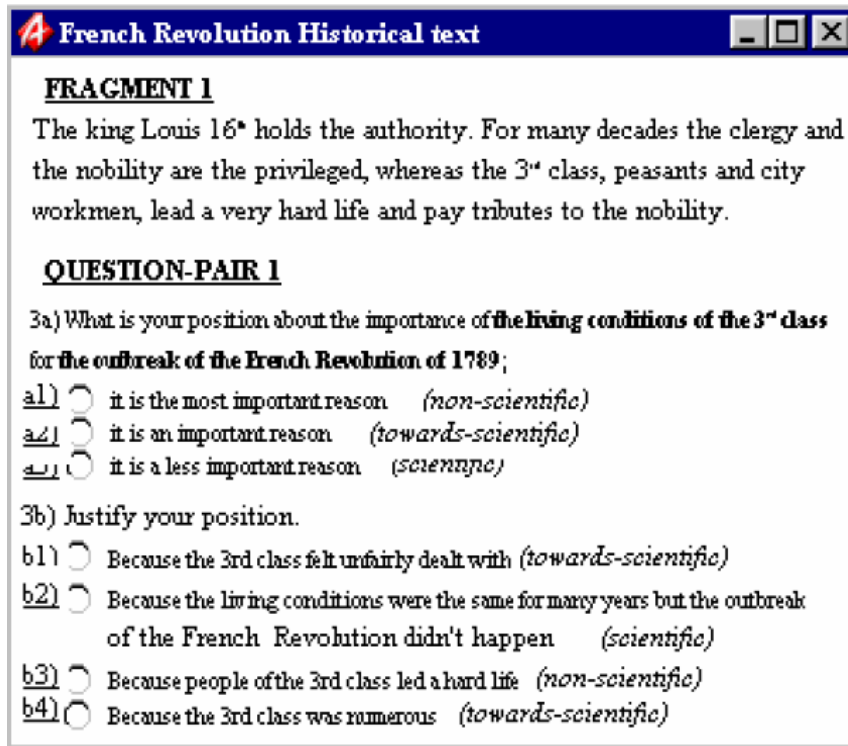 French Revolution Historical text
FRAGMENT 1
The king Louis 16th holds the authority. For many decades the clergy and
the nobility are the privileged, whereas the 3rd class, peasants and city
workmen, lead a very hard life and pay tributes to the nobility.
QUESTION-PAIR 1
3a) What is your position about the importance of the living conditions of the 3rd class
for the outbreak of the French Revolution of 1789;
a1) it is the most important reason (non-scientific)
a2) it is an important reason (towards-scientific)
a3) it is a less important reason (scientific)
3b) Justify your position.
b1) Because the 3rd class felt unfairly dealt with (towards-scientific)
b2) Because the living conditions were the same for many years but the outbreak
of the French Revolution didn't happen (scientific)
b3) Because people of the 3rd class led a hard life (non-scientific)
b4) Because the 3rd class was numerous (towards-scientific)